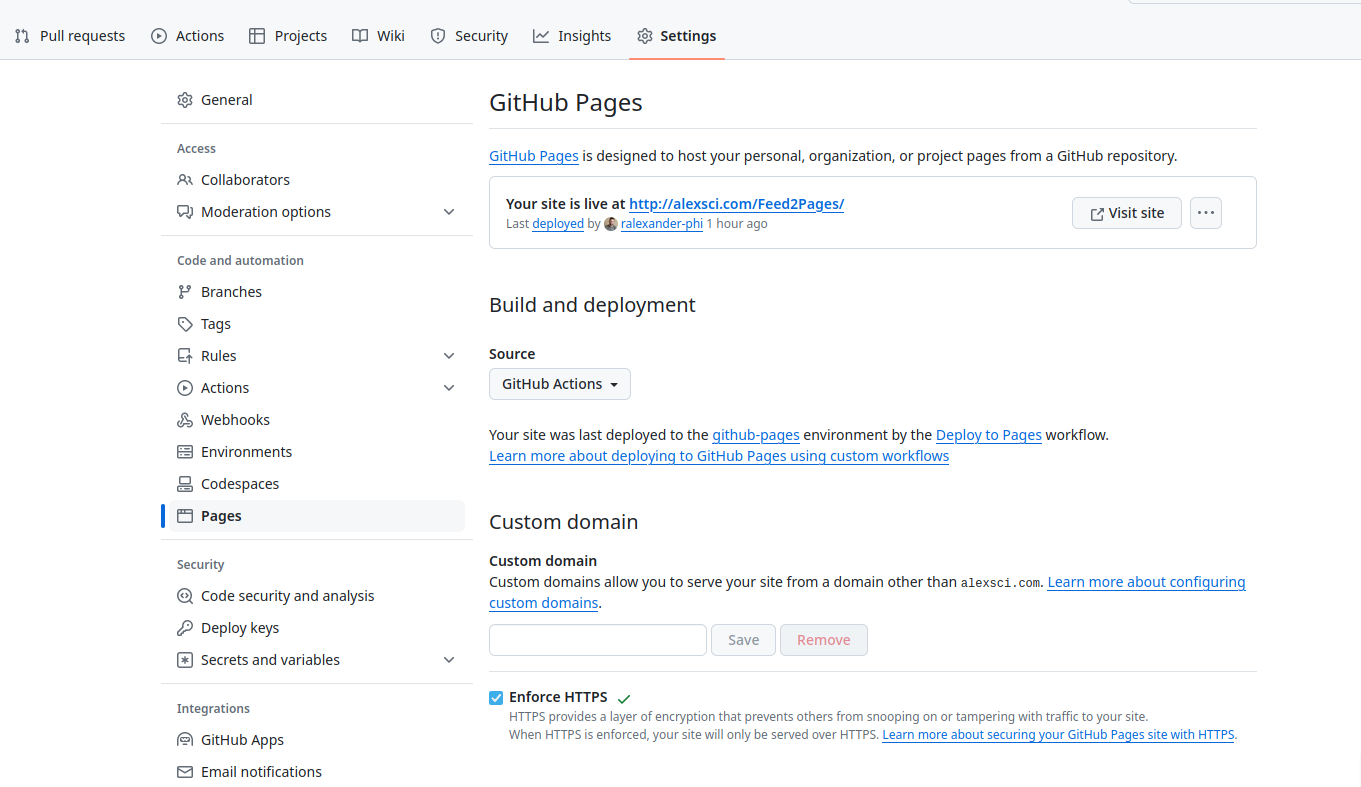 Pull requests Actions Projects Wiki Security Insights Settings
General
Access
Collaborators
Moderation options
Code and automation
Branches
Tags
Rules
Actions
Webhooks
Environments
Codespaces
Pages
Security
Code security and analysis
Deploy keys
Secrets and variables
Integrations
GitHub Apps
Email notifications
GitHub Pages
GitHub Pages is designed to host your personal, organization, or project pages from a GitHub repository.
Your site is live at http://alexsci.com/Feed2Pages/
Last deployed by ralexander-phi 1 hour ago
Visit site
Build and deployment
Source
GitHub Actions
Your site was last deployed to the github-pages environment by the Deploy to Pages workflow.
Learn more about deploying to GitHub Pages using custom workflows
Custom domain
Custom domain
Custom domains allow you to serve your site from a domain other than alexsci.com. Learn more about configuring
custom domains.
Save Remove
Enforce HTTPS
HTTPS provides a layer of encryption that prevents others from snooping on or tampering with traffic to your site.
When HTTPS is enforced, your site will only be served over HTTPS. Learn more about securing your GitHub Pages site with HTTPS.